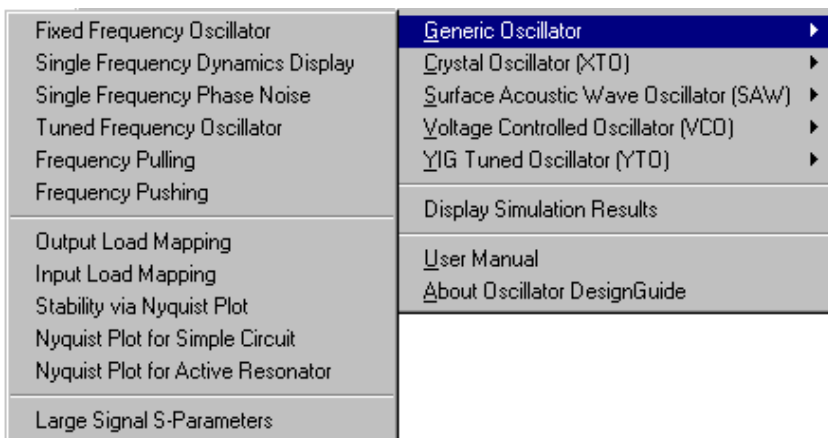 Fixed Frequency Oscillator
Single Frequency Dynamics Display
Single Frequency Phase Noise
Tuned Frequency Oscillator
Frequency Pulling
Frequency Pushing
Output Load Mapping
Input Load Mapping
Stability via Nyquist Plot
Nyquist Plot for Simple Circuit
Nyquist Plot for Active Resonator
Large Signal S-Parameters
Generic Oscillator
Crystal Oscillator (XTO)
Surface Acoustic Wave Oscillator (SAW)
Voltage Controlled Oscillator (VCO)
YIG Tuned Oscillator (YTO)
Display Simulation Results
User Manual
About Oscillator DesignGuide